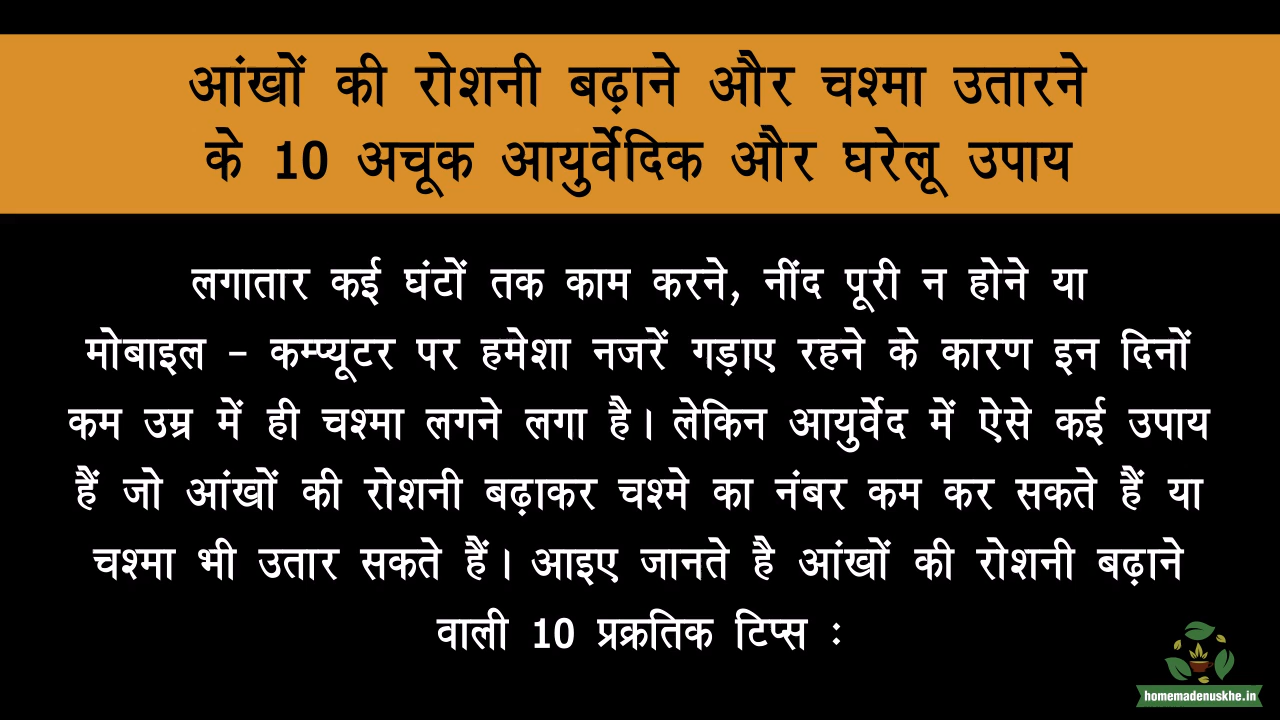 आंखों की रोशनी बढ़ाने और चश्मा उतारने
के 10 अचूक आयुर्वेदिक और घरेलू उपाय
लगातार कई घंटों तक काम करने, नींद पूरी न होने या
मोबाइल - कम्प्यूटर पर हमेशा नजरें गड़ाए रहने के कारण इन दिनों
कम उम्र में ही चश्मा लगने लगा है। लेकिन आयुर्वेद में ऐसे कई उपाय
हैं जो आंखों की रोशनी बढ़ाकर चश्मे का नंबर कम कर सकते हैं या
चश्मा भी उतार सकते हैं। आइए जानते है आंखों की रोशनी बढ़ाने
वाली 10 प्रक्रतिक टिप्स :
homemadenuskhe.in